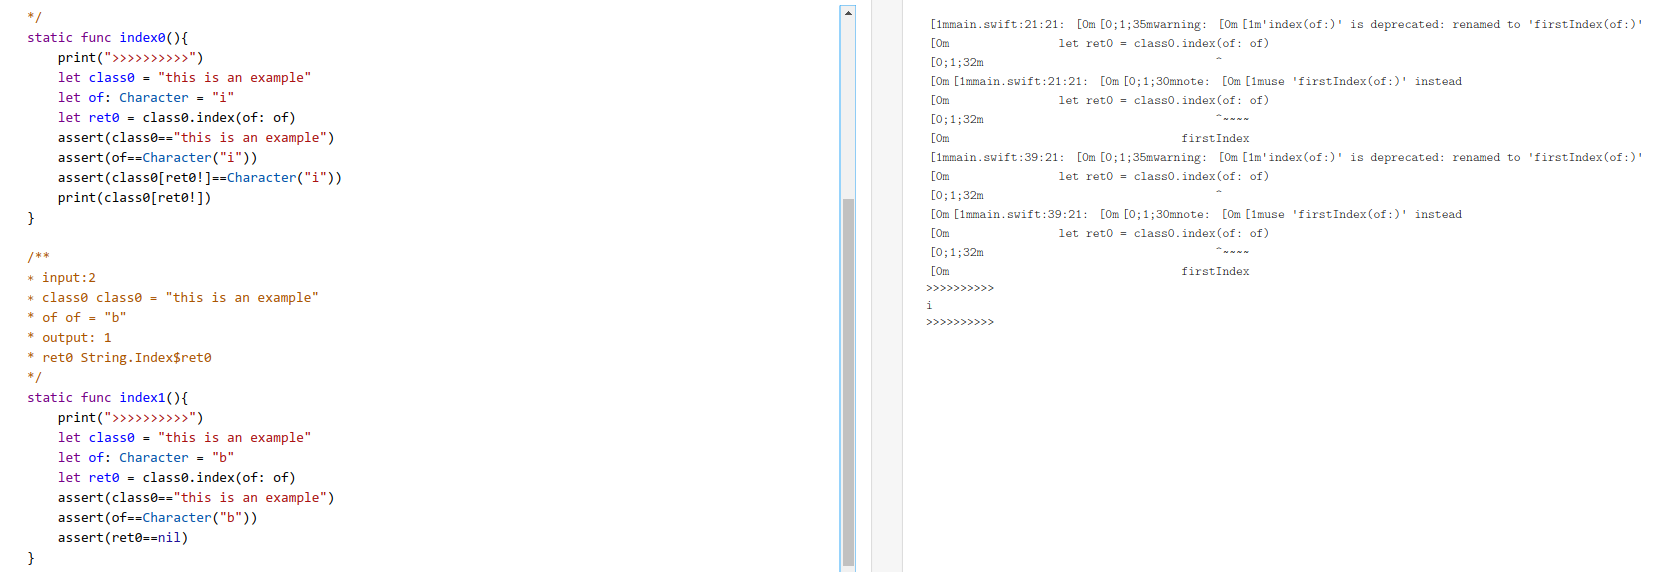 */
static func index0(){
    print(">>>>>>>>>>")
    let class0 = "this is an example"
    let of: Character = "i"
    let ret0 = class0.index(of: of)
    assert(class0=="this is an example")
    assert(of==Character("i"))
    assert(class0[ret0!]==Character("i"))
    print(class0[ret0!])
}
/**
* input:2
* class0 class0 = "this is an example"
* of of = "b"
* output: 1
* ret0 String.Index$ret0
*/
static func index1(){
    print(">>>>>>>>>>")
    let class0 = "this is an example"
    let of: Character = "b"
    let ret0 = class0.index(of: of)
    assert(class0=="this is an example")
    assert(of==Character("b"))
    assert(ret0==nil)
}
[1mmain.swift:21:21: [0m[0;1;35mwarning: [0m[1m'index(of:)' is deprecated: renamed to 'firstIndex(of:)'
[0m               let ret0 = class0.index(of: of)
[0;1;32m                                ^
[0m[1mmain.swift:21:21: [0m[0;1;30mnote: [0m[1muse 'firstIndex(of:)' instead
[0m               let ret0 = class0.index(of: of)
[0;1;32m                                ^~~~~
[0m                                firstIndex
[1mmain.swift:39:21: [0m[0;1;35mwarning: [0m[1m'index(of:)' is deprecated: renamed to 'firstIndex(of:)'
[0m               let ret0 = class0.index(of: of)
[0;1;32m                                ^
[0m[1mmain.swift:39:21: [0m[0;1;30mnote: [0m[1muse 'firstIndex(of:)' instead
[0m               let ret0 = class0.index(of: of)
[0;1;32m                                ^~~~~
[0m                                firstIndex
>>>>>>>>>>
i
>>>>>>>>>>